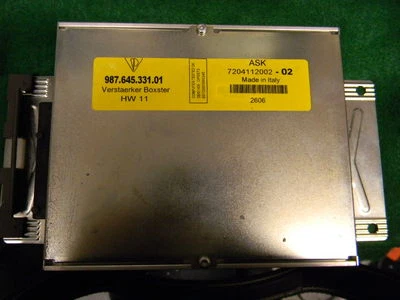 987.645.331.01
Verstaerker Boxster
HW 11
ASK
7204112002 - 02
Made in Italy
2606